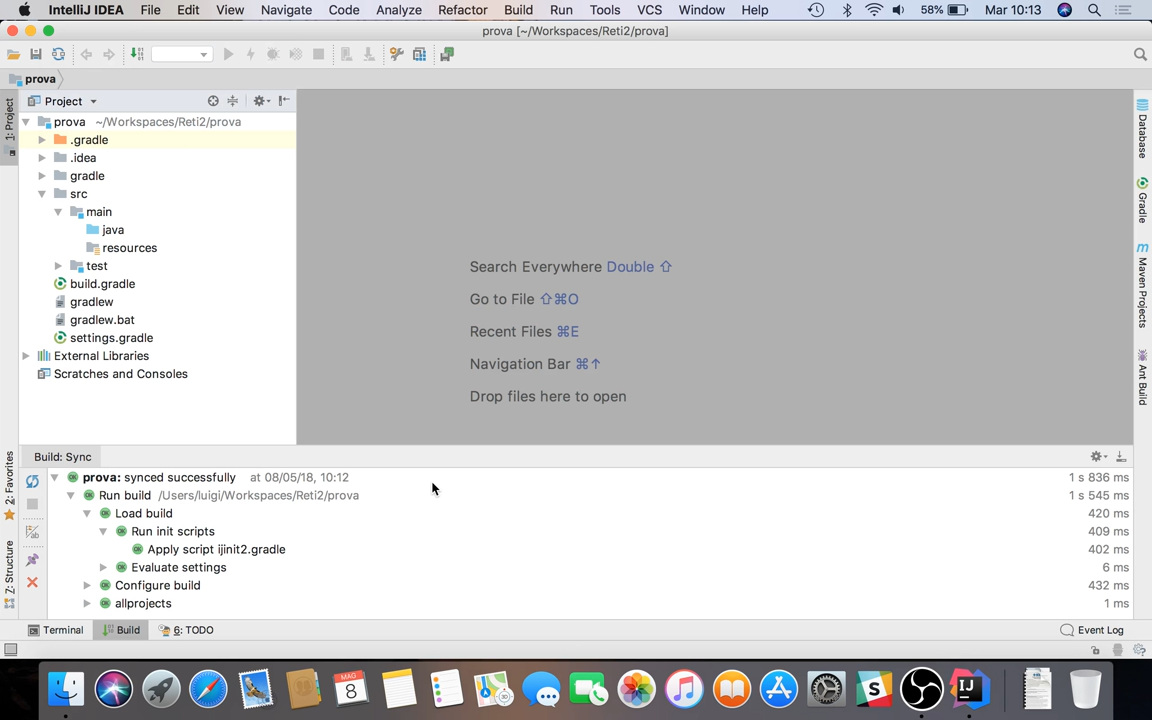 IntelliJ IDEA File Edit View Navigate Code Analyze Refactor Build Run Tools VCS Window Help 58% Mar 10:13
prova [~/Workspaces/Reti2/prova]
prova
Project
prova ~/Workspaces/Reti2/prova
.gradle
.idea
gradle
src
main
java
resources
test
build.gradle
gradlew
gradlew.bat
settings.gradle
External Libraries
Scratches and Consoles
1: Project
2: Favorites
7: Structure
Search Everywhere Double ⇧
Go to File ⇧⌘O
Recent Files ⌘E
Navigation Bar ⌘↑
Drop files here to open
Database
Gradle
m Maven Projects
Ant Build
Build: Sync
prova: synced successfully at 08/05/18, 10:12 1 s 836 ms
Run build /Users/luigi/Workspaces/Reti2/prova 1 s 545 ms
Load build 420 ms
Run init scripts 409 ms
Apply script ijinit2.gradle 402 ms
Evaluate settings 6 ms
Configure build 432 ms
allprojects 1 ms
Terminal Build 6: TODO Event Log
MAG
8
S
IJ